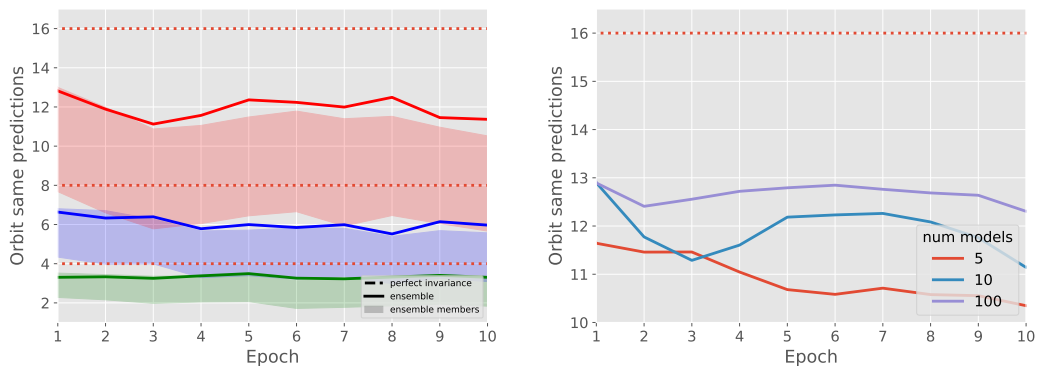 Orbit same predictions
16
14
12
10
8
6
4
2
perfect invariance
ensemble
ensemble members
1 2 3 4 5 6 7 8 9 10
Epoch
Orbit same predictions
16
15
14
13
12
11
10
num models
5
10
100
1 2 3 4 5 6 7 8 9 10
Epoch